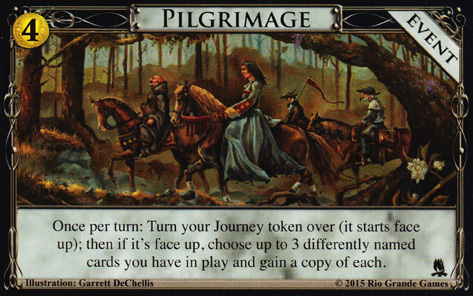 PILGRIMAGE
4
EVENT
Once per turn: Turn your Journey token over (it starts face
up); then if it's face up, choose up to 3 differently named
cards you have in play and gain a copy of each.
Illustration: Garrett DeChellis
© 2015 Rio Grande Games